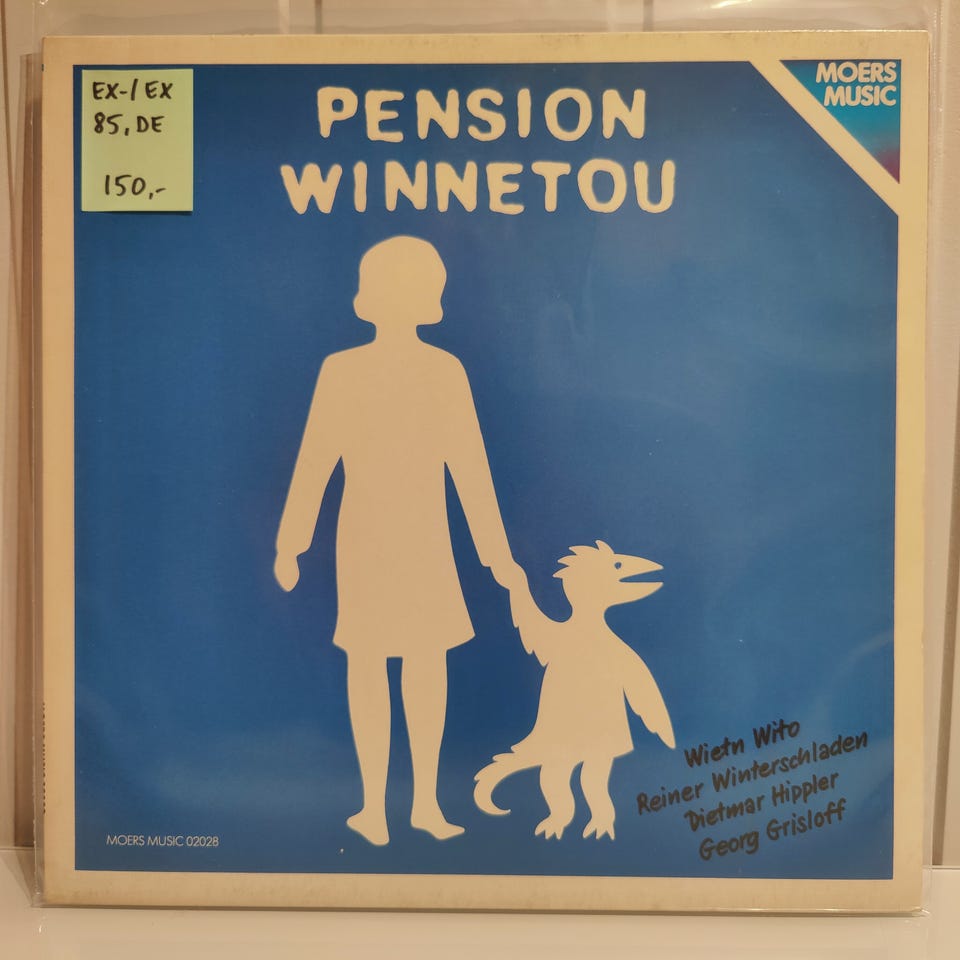 EX-/EX
85, DE
150,-
PENSION
WINNETOU
MOERS
MUSIC
Wietn Wito
Reiner Winterschladen
Dietmar Hippler
Georg Grisloff
MOERS MUSIC 02028